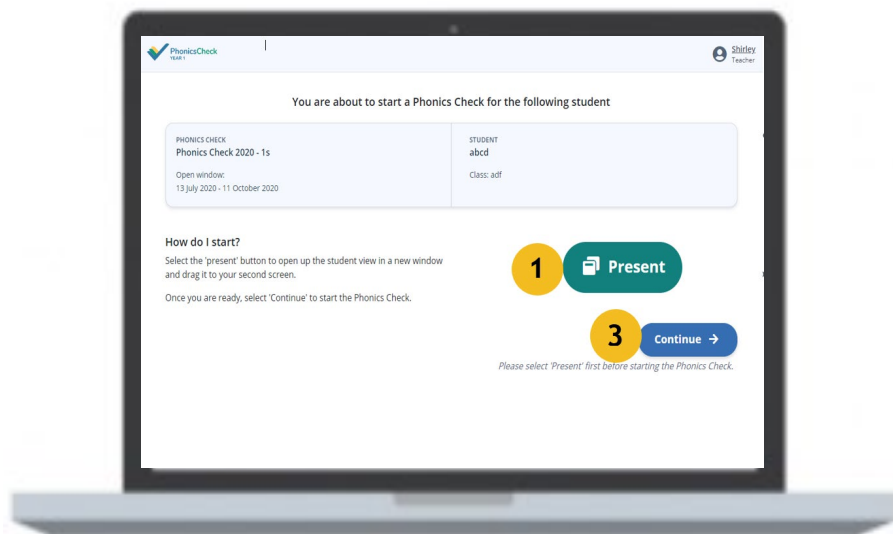 PhonicsCheck
YEAR 1
Shirley
Teacher
You are about to start a Phonics Check for the following student
PHONICS CHECK
Phonics Check 2020 - 1s
Open window:
13 July 2020 - 11 October 2020
STUDENT
abcd
Class: adf
How do I start?
Select the 'present' button to open up the student view in a new window
and drag it to your second screen.
Once you are ready, select 'Continue' to start the Phonics Check.
1
Present
3
Continue →
Please select 'Present' first before starting the Phonics Check.